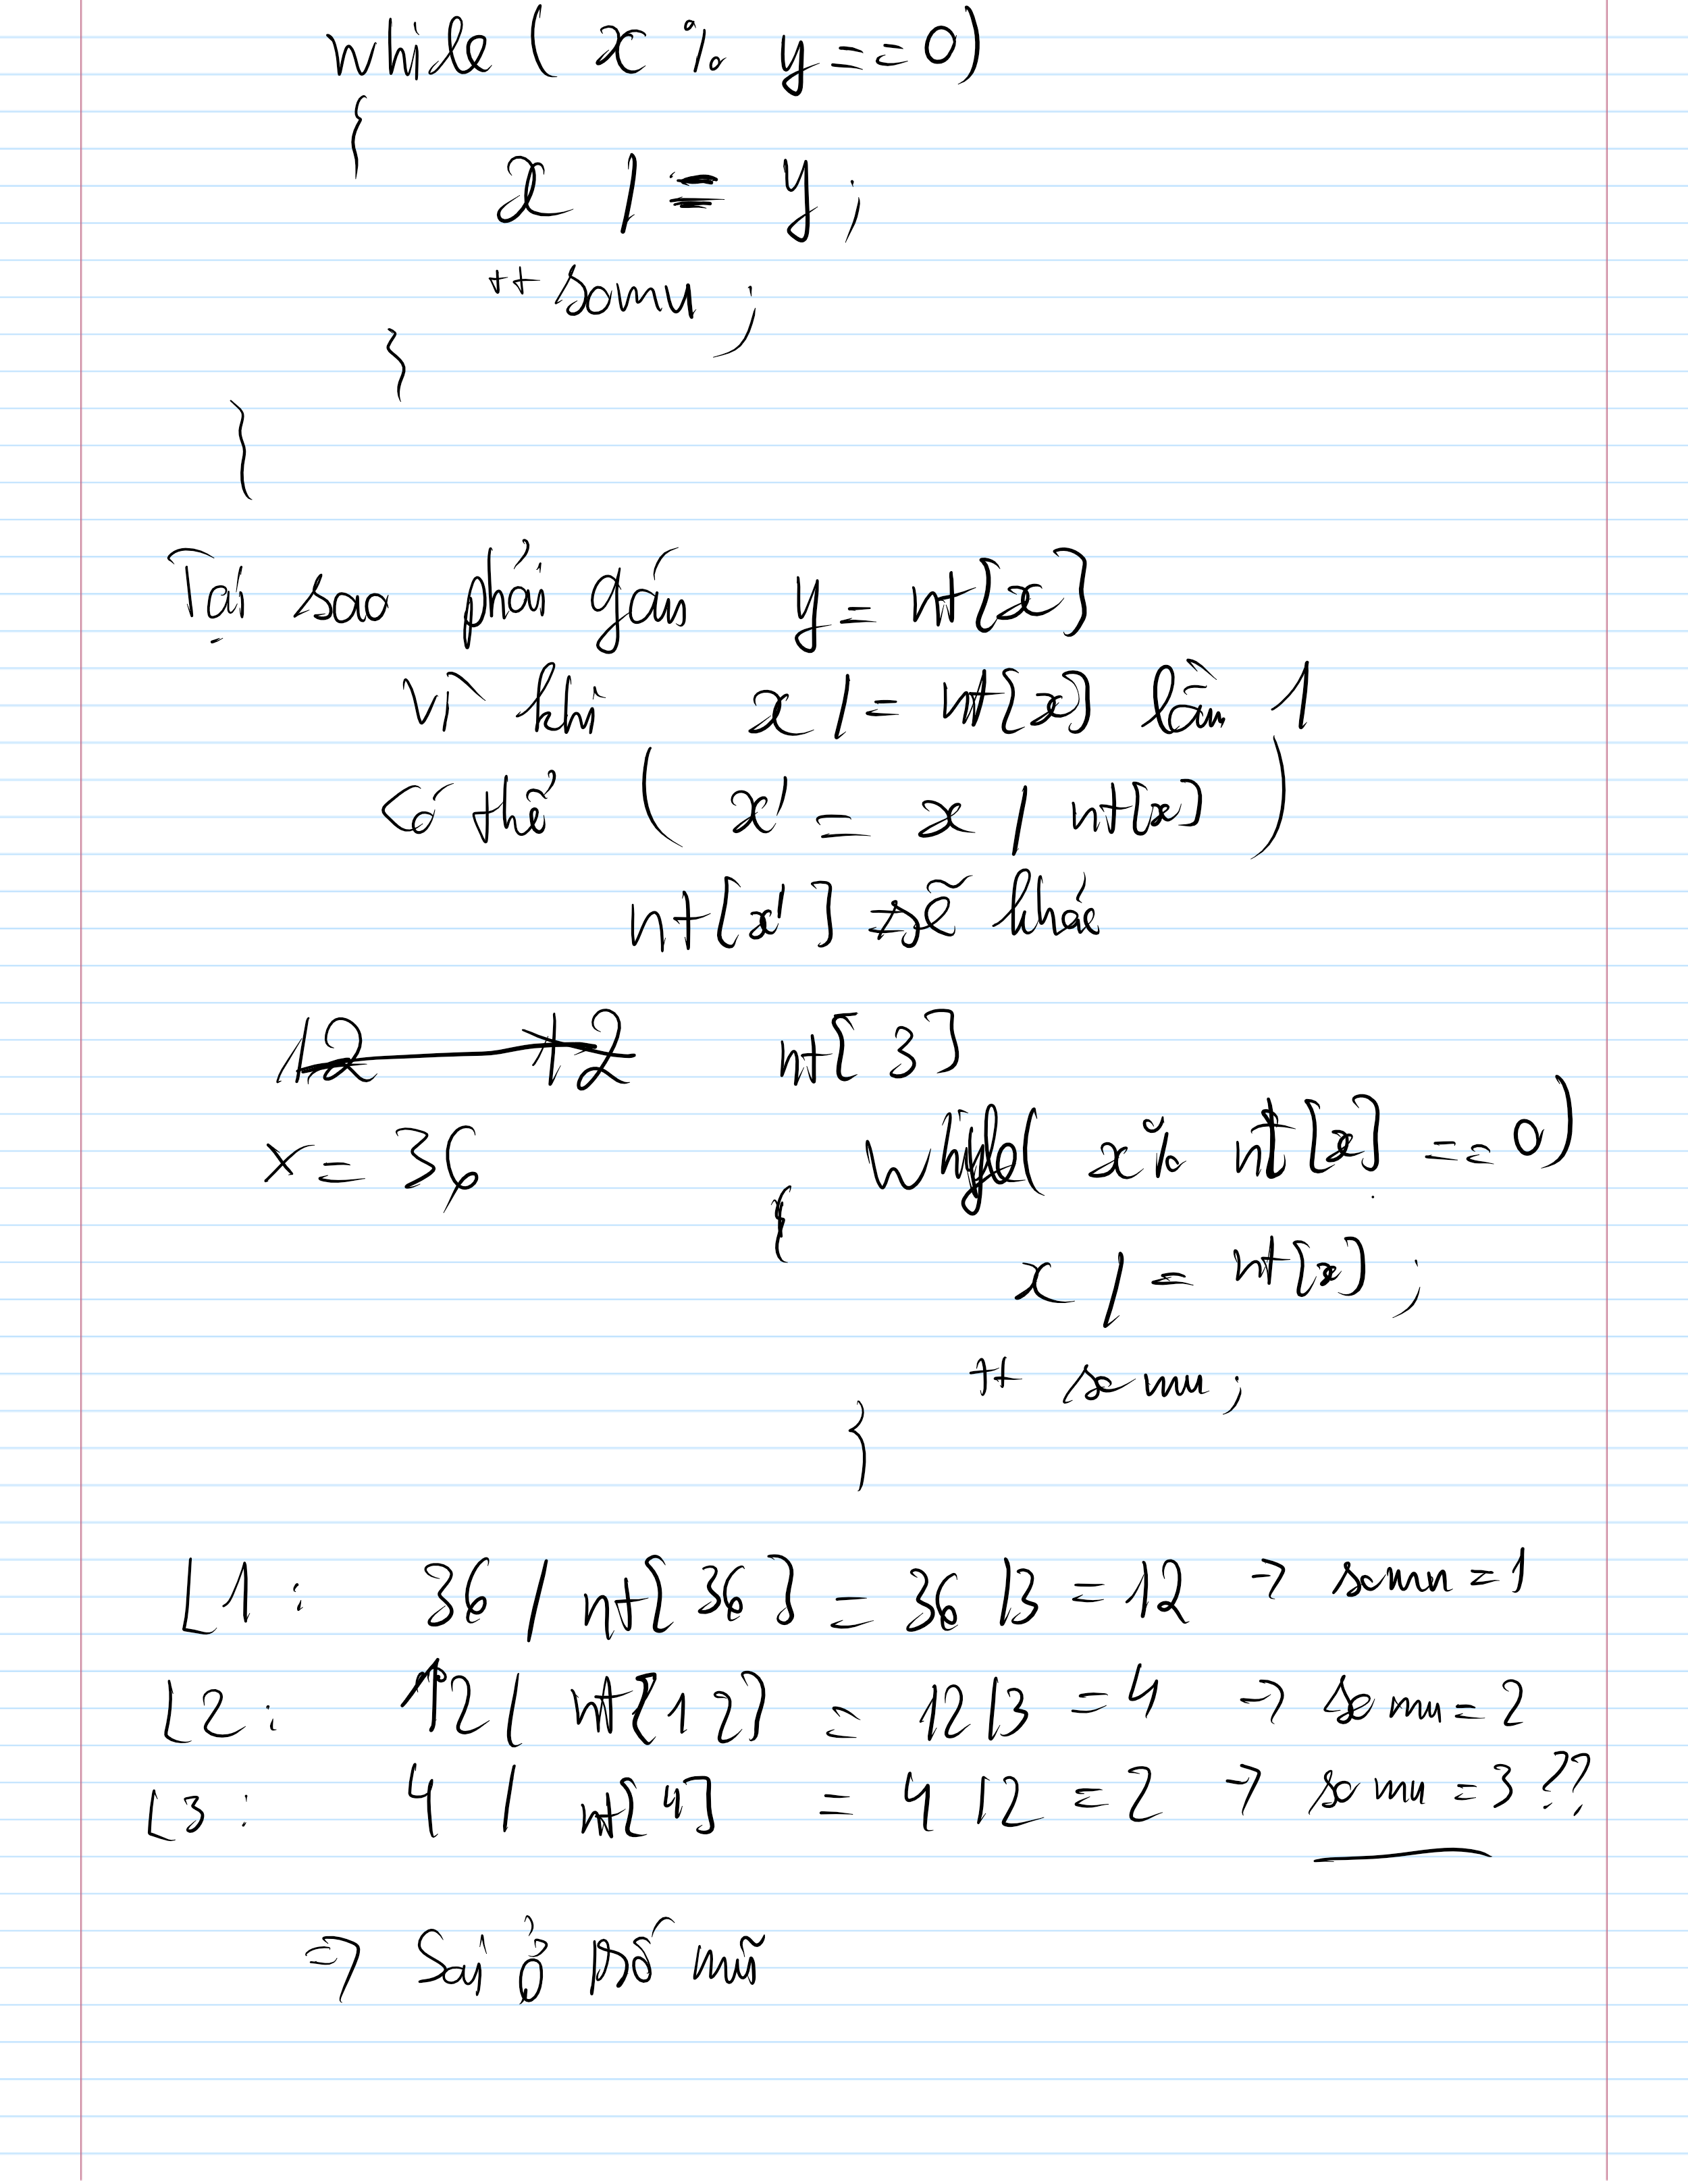 while ( x % y == 0)
{
x /= y;
++ somu ;
}
}
Tại sao phải gán y = nt[x]
Vì khi x /= nt[x] lần 1
Có thể ( x' = x / nt[x] )
nt[x'] sẽ khác
nt[3]
x = 36 while( x % nt[x] == 0)
{
x /= nt[x] ;
++ somu ;
}
L1 : 36 / nt[36] = 36 / 3 = 12 → somu = 1
L2 : 12 / nt[12] = 12 / 3 = 4 → somu = 2
L3 : 4 / nt[4] = 4 / 2 = 2 → somu = 3 ??
⇒ Sai ở số mũ